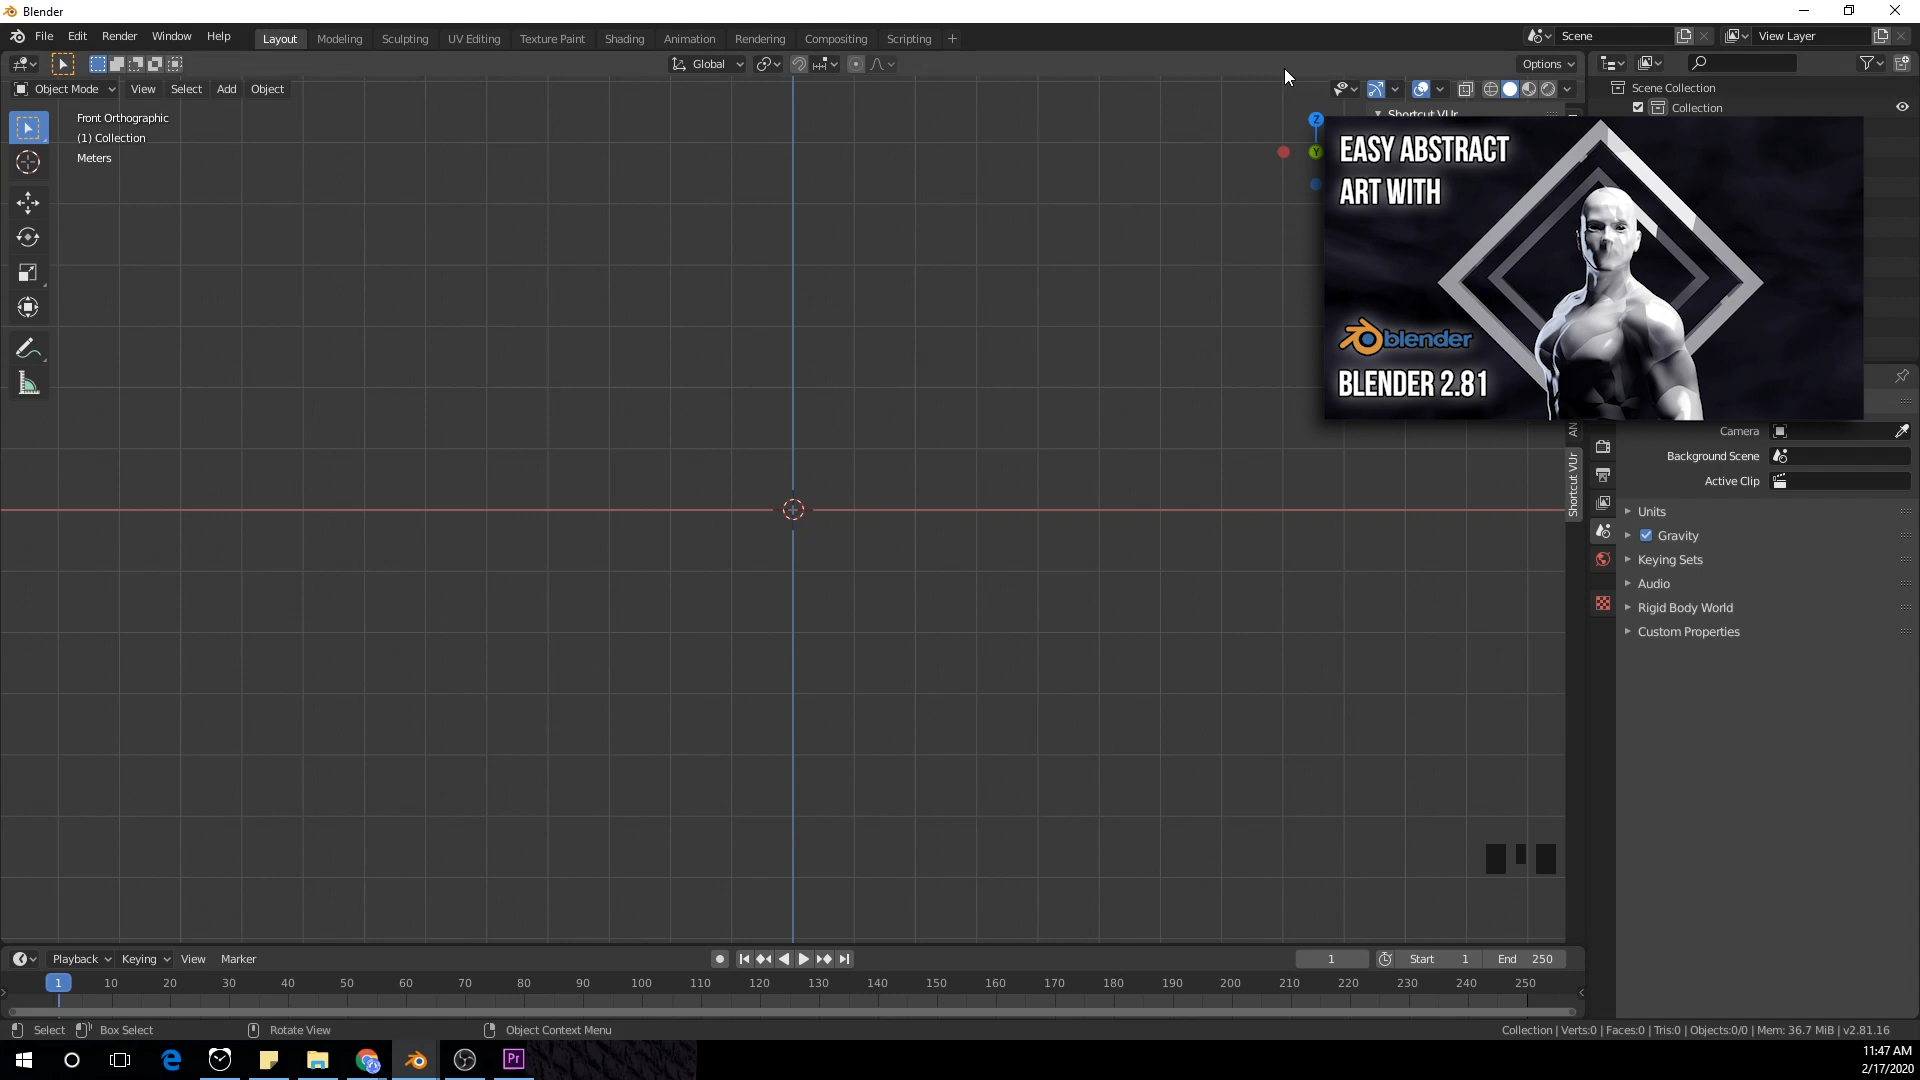 Blender
File Edit Render Window Help Layout Modeling Sculpting UV Editing Texture Paint Shading Animation Rendering Compositing Scripting + Scene View Layer
Global Options
Object Mode View Select Add Object
Scene Collection
Collection
Front Orthographic
(1) Collection
Meters
Shortcut VUr
Z
Y
EASY ABSTRACT
ART WITH
blender
BLENDER 2.81
AN
Shortcut VUr
Camera
Background Scene
Active Clip
Units
Gravity
Keying Sets
Audio
Rigid Body World
Custom Properties
Playback Keying View Marker 1 Start 1 End 250
1 10 20 30 40 50 60 70 80 90 100 110 120 130 140 150 160 170 180 190 200 210 220 230 240 250
Select Box Select Rotate View Object Context Menu Collection | Verts:0 | Faces:0 | Tris:0 | Objects:0/0 | Mem: 36.7 MiB | v2.81.16
Pr
11:47 AM
2/17/2020